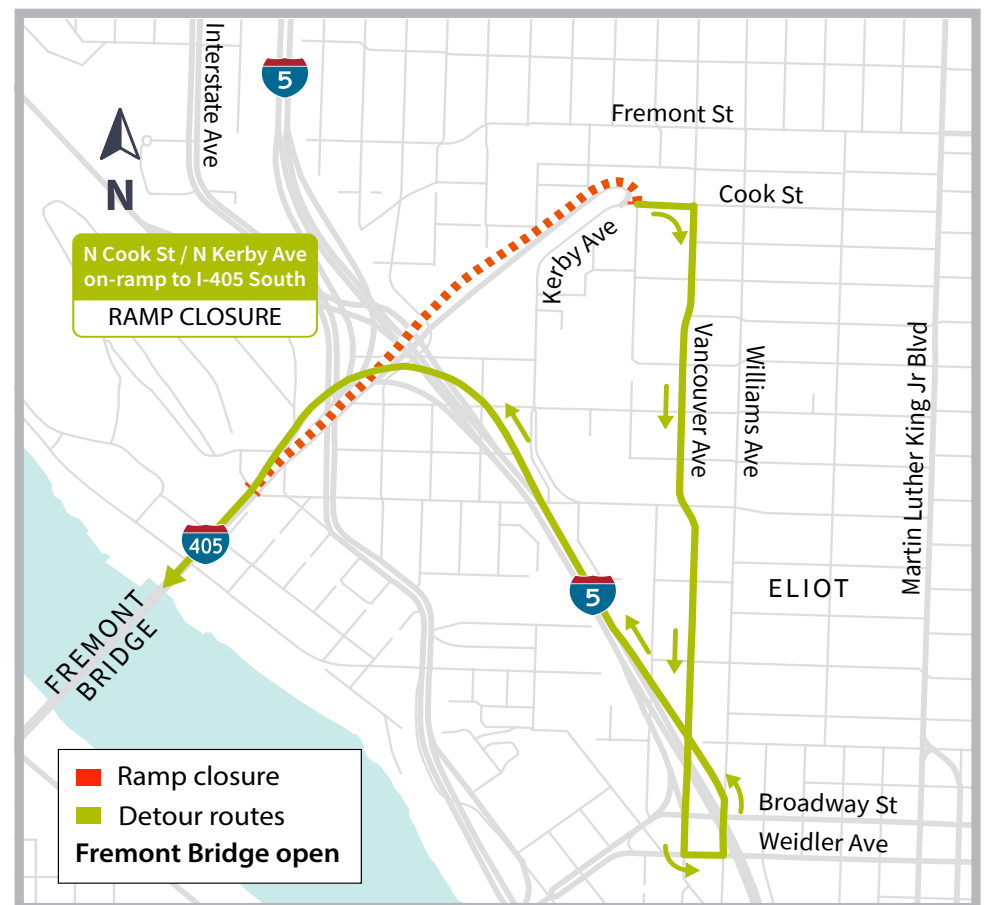 Interstate Ave
5
Fremont St
N
Cook St
Kerby Ave
N Cook St / N Kerby Ave
on-ramp to I-405 South
RAMP CLOSURE
Vancouver Ave
Williams Ave
Martin Luther King Jr Blvd
405
5
ELIOT
FREMONT
BRIDGE
Ramp closure
Detour routes
Fremont Bridge open
Broadway St
Weidler Ave